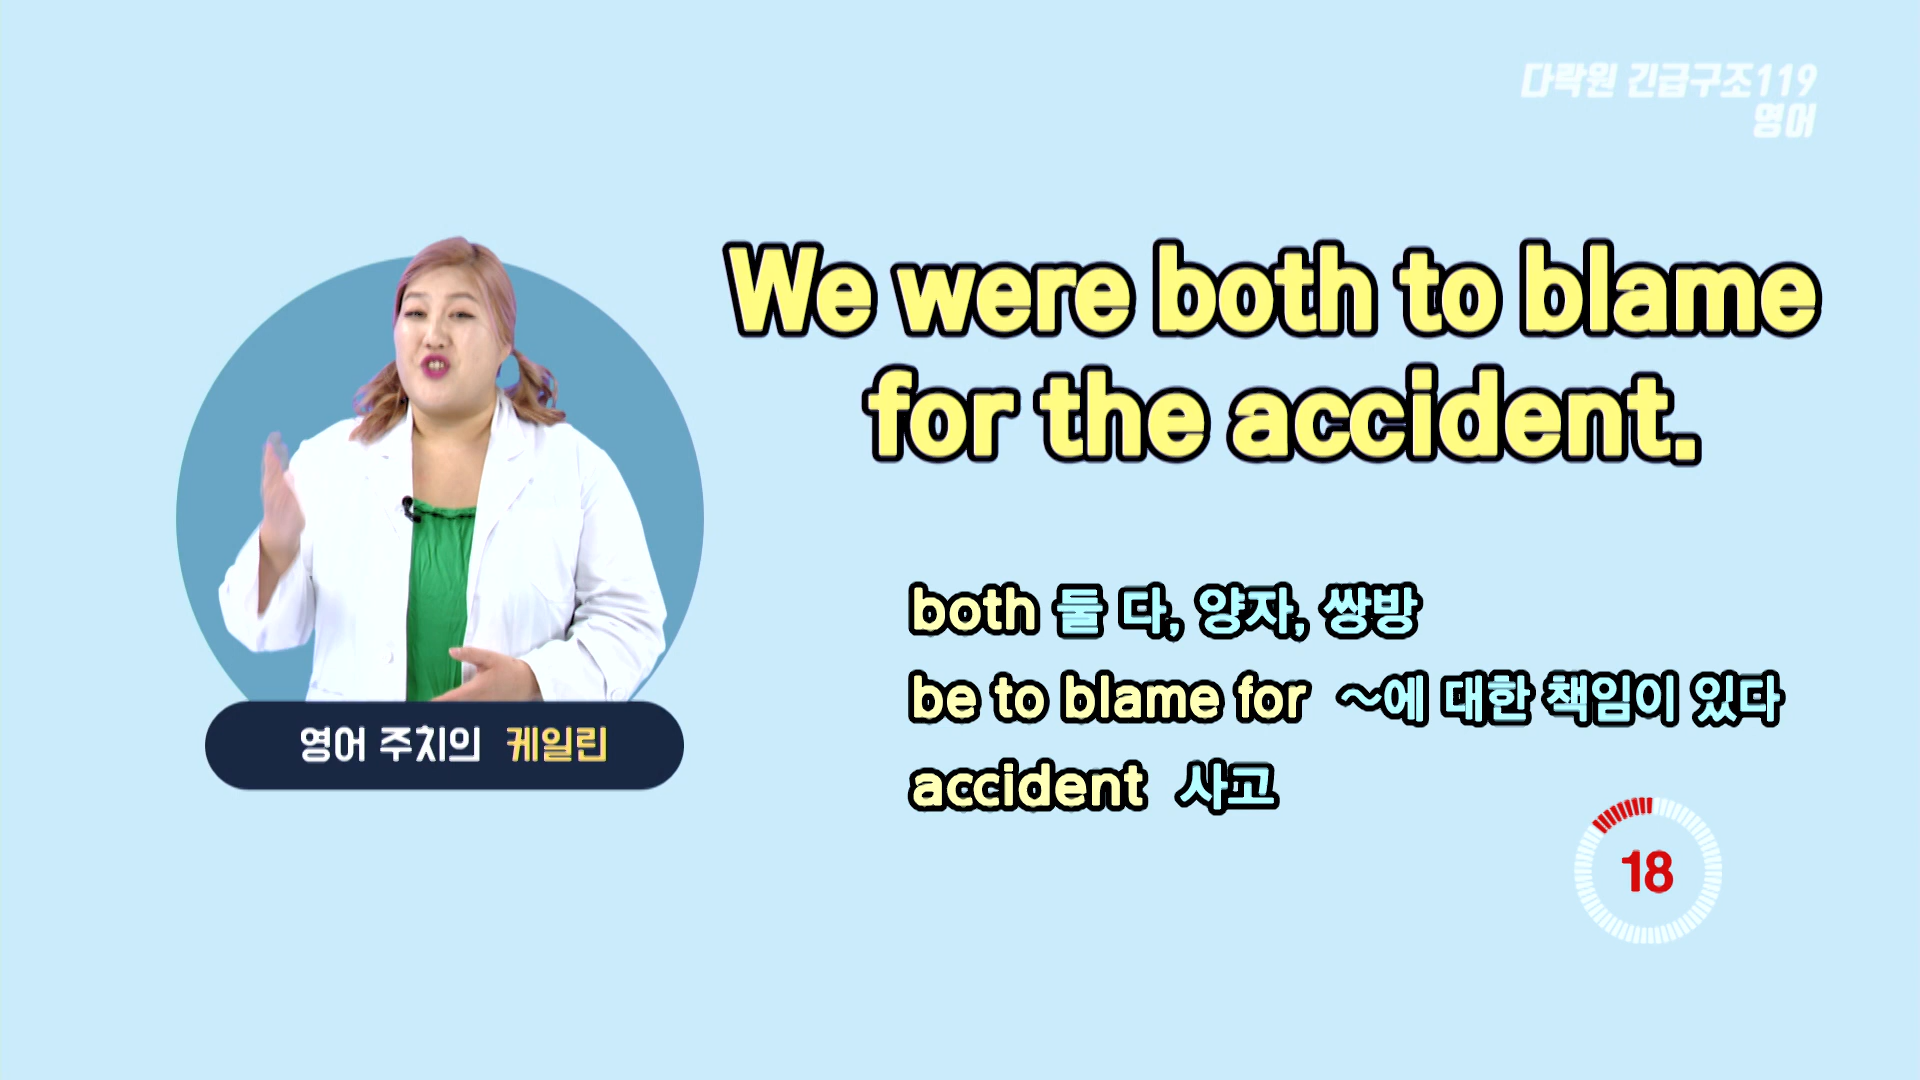 다락원 긴급구조119
영어
We were both to blame
for the accident.
both 둘 다, 양자, 쌍방
be to blame for ~에 대한 책임이 있다
accident 사고
영어 주치의 케일린
18